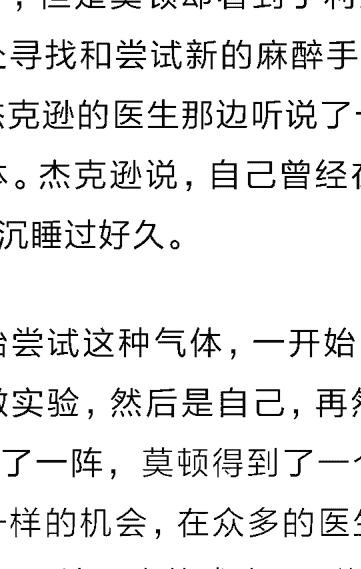 ，但是莫顿却看到了
寻找和尝试新的麻醉手
杰克逊的医生那边听说了
体。杰克逊说，自己曾经在
沉睡过好久。
始尝试这种气体，一开始
做实验，然后是自己，再然
了一阵，莫顿得到了一个
一样的机会，在众多的医生